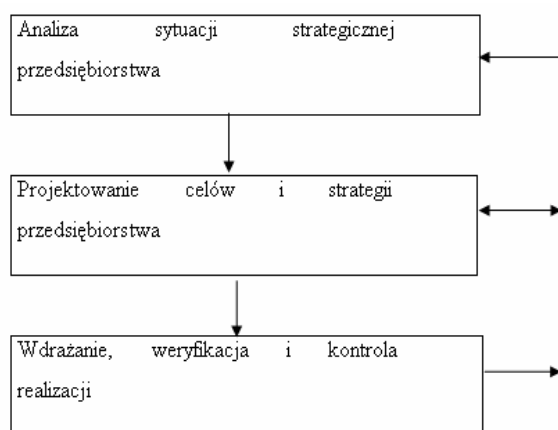 Analiza sytuacji strategicznej
przedsiębiorstwa
Projektowanie celów i strategii
przedsiębiorstwa
Wdrażanie, weryfikacja i kontrola
realizacji